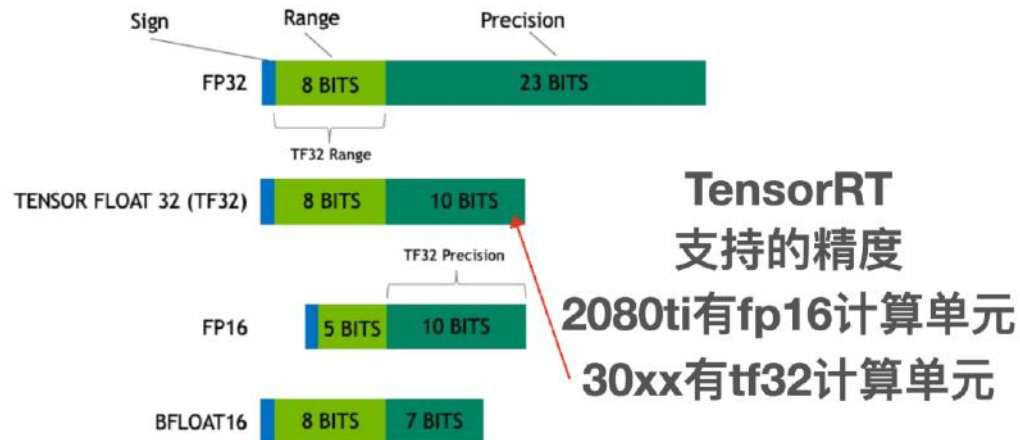 Sign
Range
Precision
FP32
8 BITS
23 BITS
TF32 Range
TENSOR FLOAT 32 (TF32)
8 BITS
10 BITS
TF32 Precision
FP16
5 BITS
10 BITS
BFLOAT16
8 BITS
7 BITS
TensorRT
支持的精度
2080ti有fp16计算单元
30xx有tf32计算单元